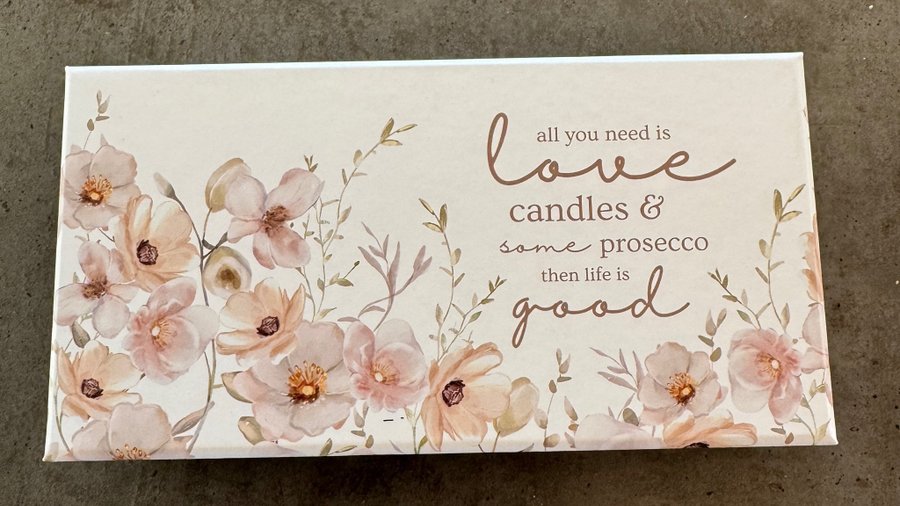 all you need is
love
candles &
some prosecco
then life is
good